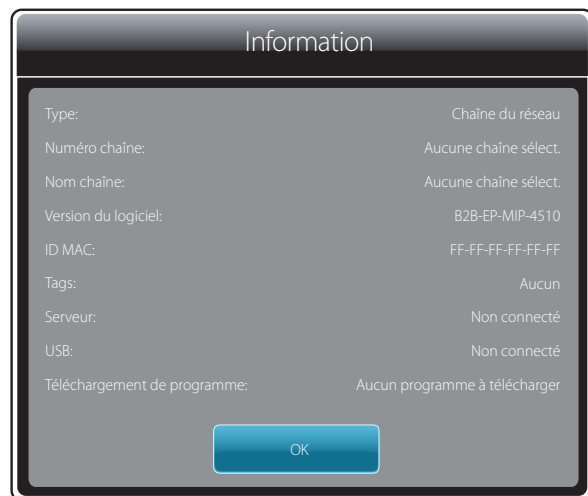 Information
Type: Chaîne du réseau
Numéro chaîne: Aucune chaîne sélect.
Nom chaîne: Aucune chaîne sélect.
Version du logiciel: B2B-EP-MIP-4510
ID MAC: FF-FF-FF-FF-FF-FF
Tags: Aucun
Serveur: Non connecté
USB: Non connecté
Téléchargement de programme: Aucun programme à télécharger
OK